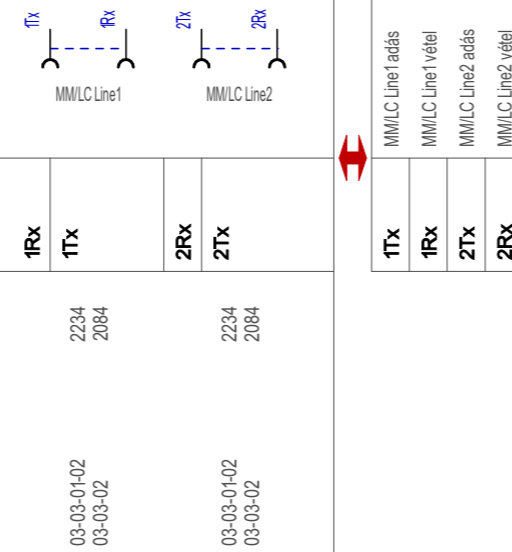 1Tx
1Rx
2Tx
2Rx
MM/LC Line1
MM/LC Line2
MM/LC Line1 adás
MM/LC Line1 vétel
MM/LC Line2 adás
MM/LC Line2 vétel
1Rx
1Tx
2Rx
2Tx
1Tx
1Rx
2Tx
2Rx
2234
2084
2234
2084
03-03-01-02
03-03-02
03-03-01-02
03-03-02